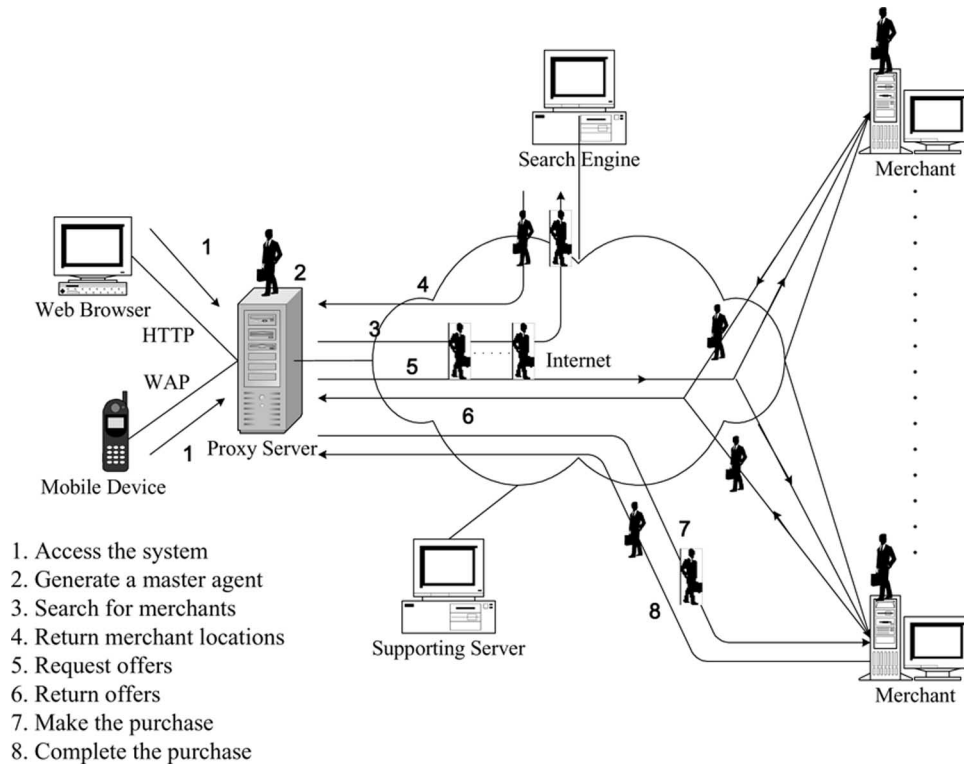 Search Engine
Merchant
1
2
Web Browser
4
HTTP
3
Internet
5
WAP
6
Proxy Server
1
Mobile Device
7
8
Supporting Server
Merchant
1. Access the system
2. Generate a master agent
3. Search for merchants
4. Return merchant locations
5. Request offers
6. Return offers
7. Make the purchase
8. Complete the purchase